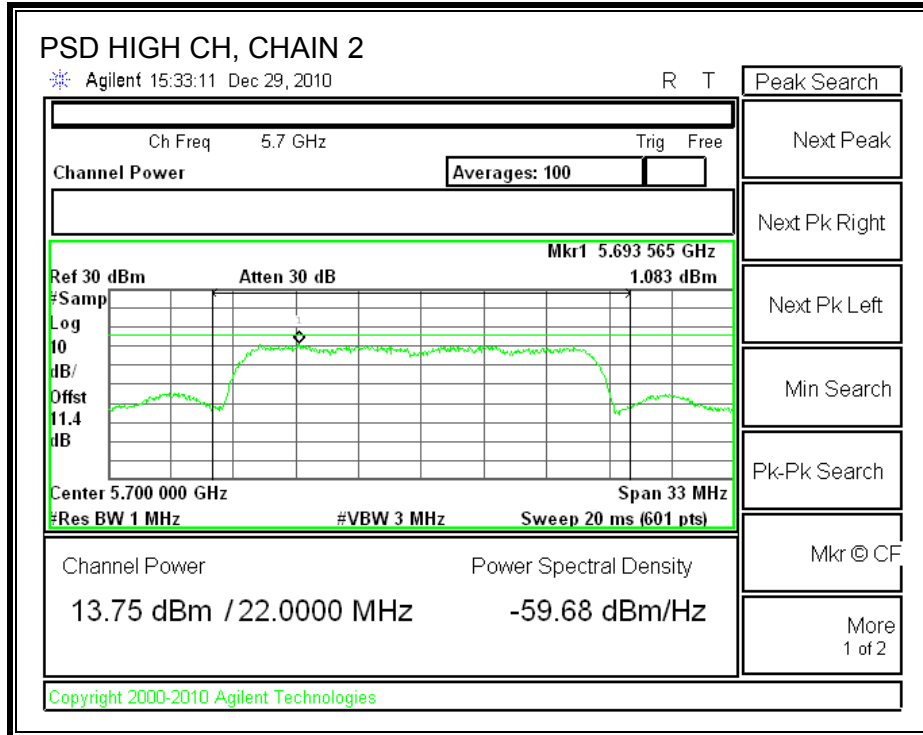 PSD HIGH CH, CHAIN 2
Agilent 15:33:11 Dec 29, 2010 R T
Peak Search
Ch Freq 5.7 GHz Trig Free
Next Peak
Channel Power Averages: 100
Next Pk Right
Mkr1 5.693 565 GHz
Ref 30 dBm Atten 30 dB 1.083 dBm
#Samp
Log
10
dB/
Offst
11.4
dB
1
Next Pk Left
Min Search
Pk-Pk Search
Center 5.700 000 GHz Span 33 MHz
#Res BW 1 MHz #VBW 3 MHz Sweep 20 ms (601 pts)
Channel Power Power Spectral Density
Mkr © CF
13.75 dBm / 22.0000 MHz -59.68 dBm/Hz
More
1 of 2
Copyright 2000-2010 Agilent Technologies